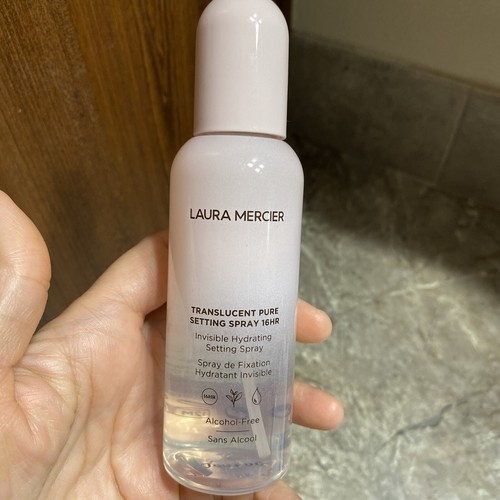 LAURA MERCIER
TRANSLUCENT PURE
SETTING SPRAY 16HR
Invisible Hydrating
Setting Spray
Spray de Fixation
Hydratant Invisible
Alcohol-Free
Sans Alcool